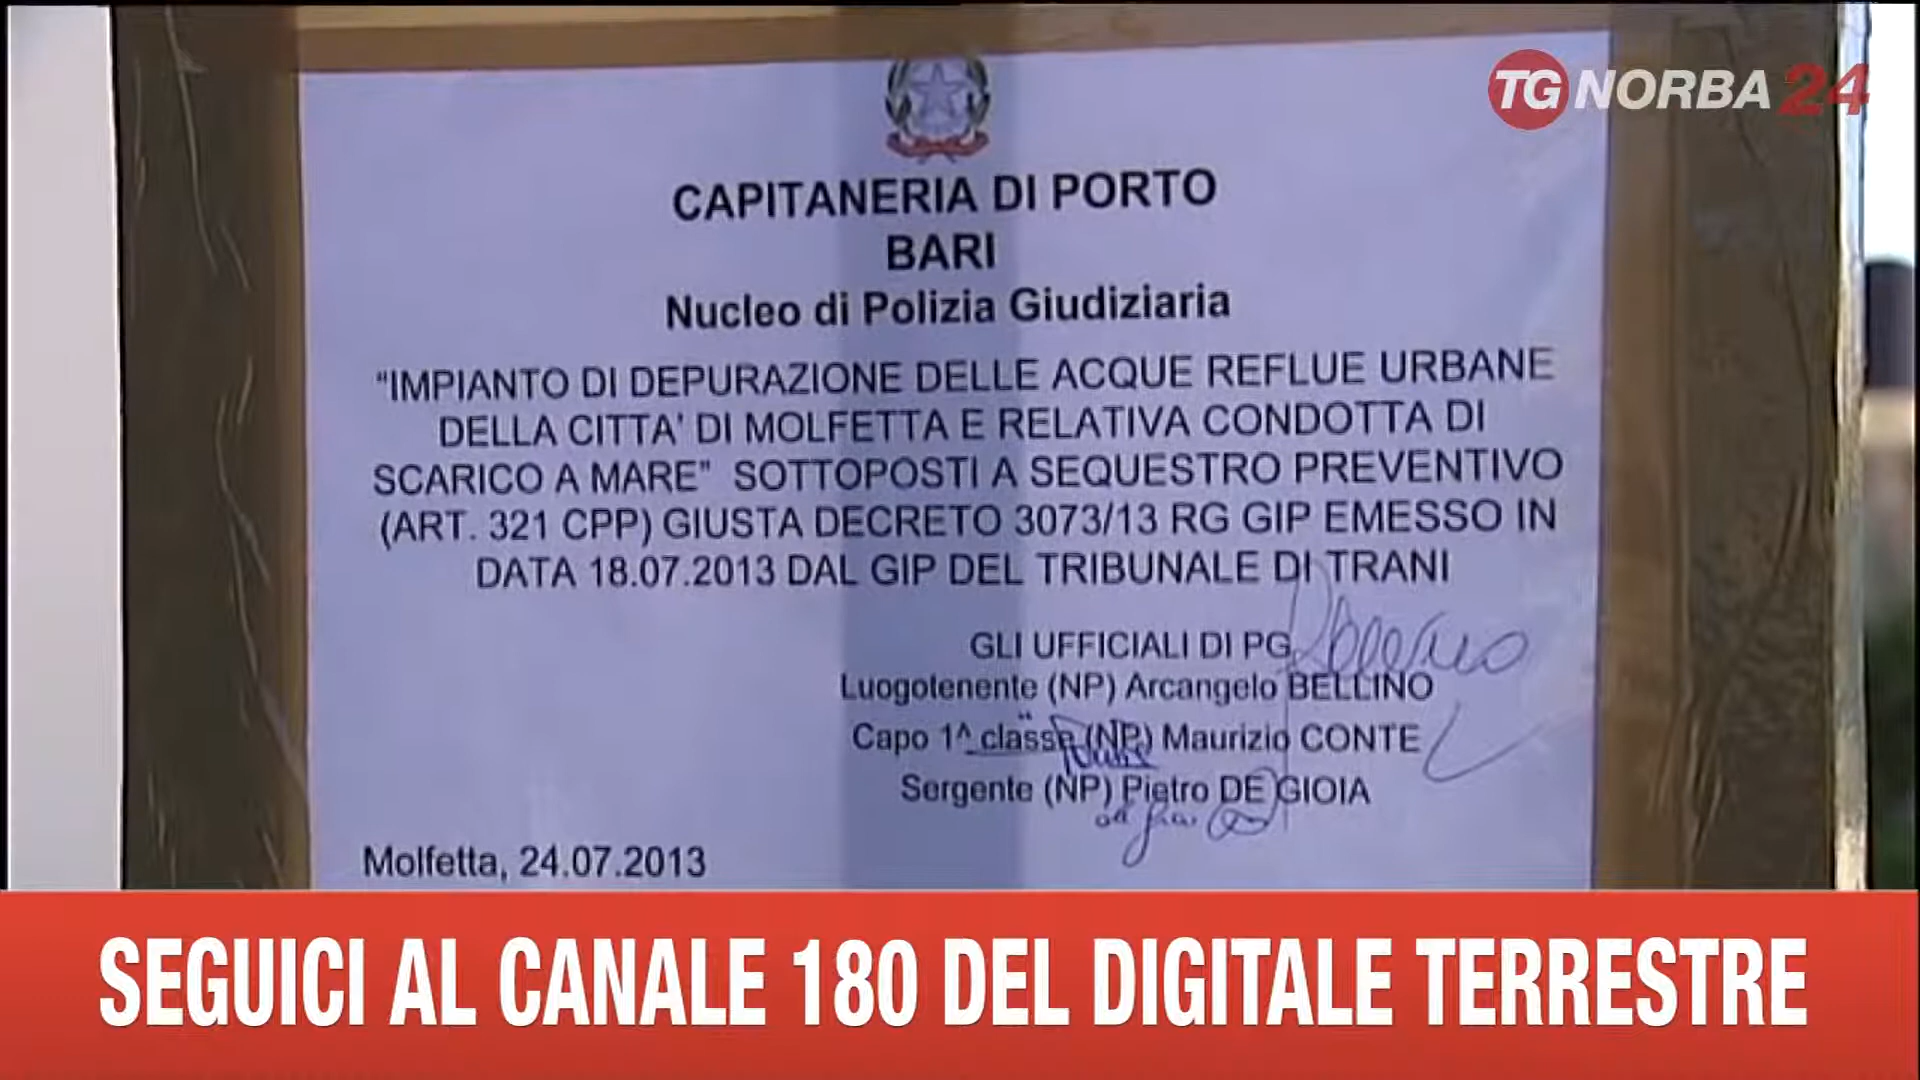 TG NORBA 24
CAPITANERIA DI PORTO
BARI
Nucleo di Polizia Giudiziaria
"IMPIANTO DI DEPURAZIONE DELLE ACQUE REFLUE URBANE
DELLA CITTA' DI MOLFETTA E RELATIVA CONDOTTA DI
SCARICO A MARE" SOTTOPOSTI A SEQUESTRO PREVENTIVO
(ART. 321 CPP) GIUSTA DECRETO 3073/13 RG GIP EMESSO IN
DATA 18.07.2013 DAL GIP DEL TRIBUNALE DI TRANI
GLI UFFICIALI DI PG
Luogotenente (NP) Arcangelo BELLINO
Capo 1^ classe (NP) Maurizio CONTE
Sergente (NP) Pietro DE GIOIA
Molfetta, 24.07.2013
SEGUICI AL CANALE 180 DEL DIGITALE TERRESTRE